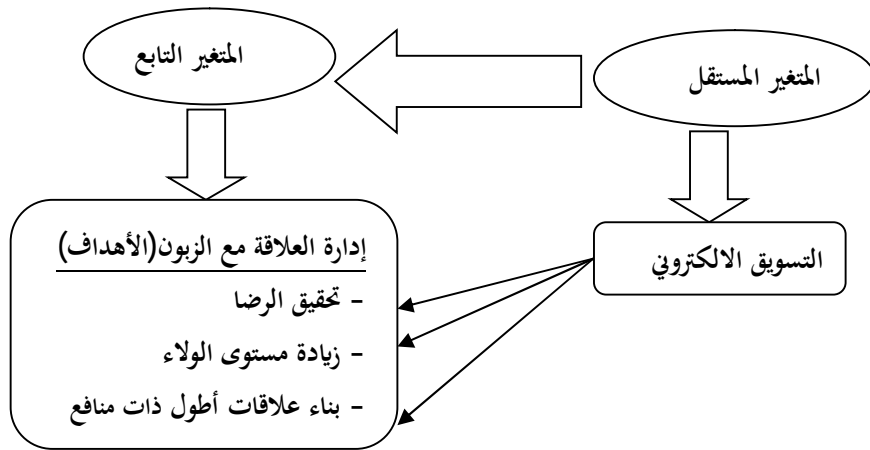 المتغير المستقل
المتغير التابع
التسويق الالكتروني
إدارة العلاقة مع الزبون(الأهداف)
- تحقيق الرضا
- زيادة مستوى الولاء
- بناء علاقات أطول ذات منافع